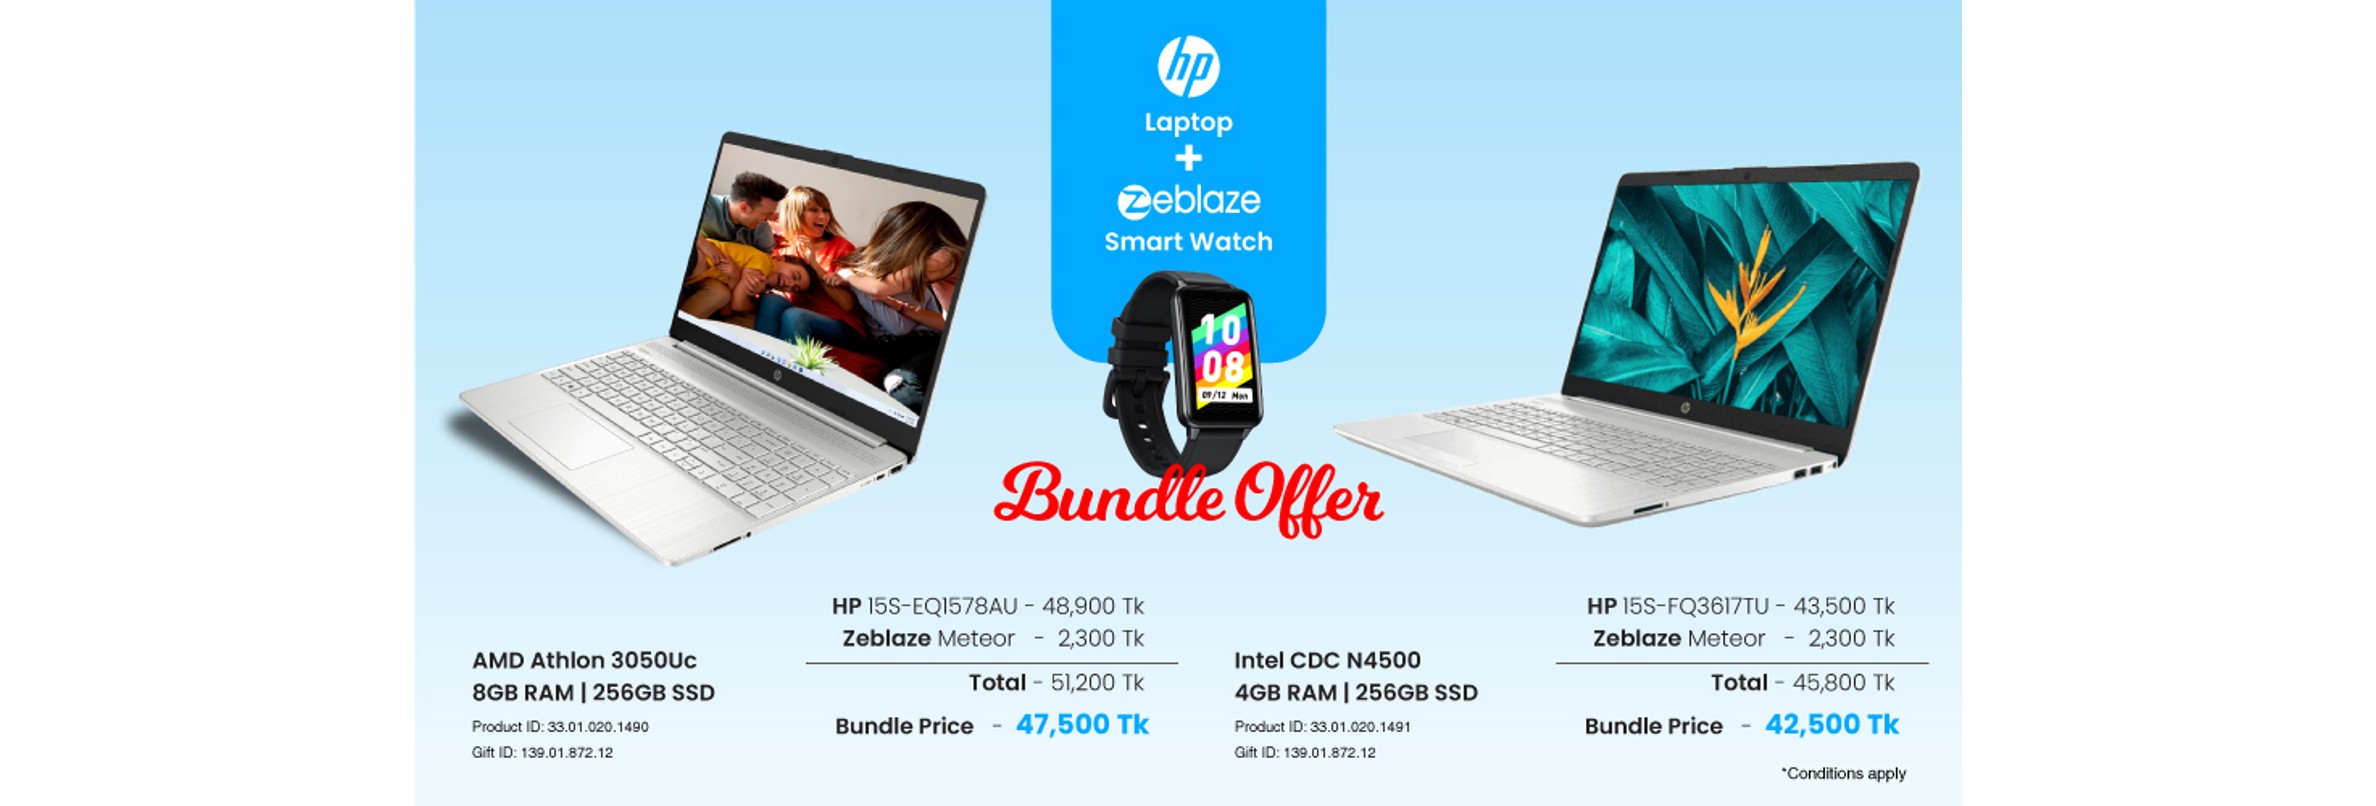 hp
Laptop
+
Zeblaze
Smart Watch
10
08
09/12 Mon
Bundle Offer
AMD Athlon 3050Uc
8GB RAM | 256GB SSD
Product ID: 33.01.020.1490
Gift ID: 139.01.872.12
HP 15S-EQ1578AU - 48,900 Tk
Zeblaze Meteor - 2,300 Tk
Total - 51,200 Tk
Bundle Price - 47,500 Tk
Intel CDC N4500
4GB RAM | 256GB SSD
Product ID: 33.01.020.1491
Gift ID: 139.01.872.12
HP 15S-FQ3617TU - 43,500 Tk
Zeblaze Meteor - 2,300 Tk
Total - 45,800 Tk
Bundle Price - 42,500 Tk
*Conditions apply